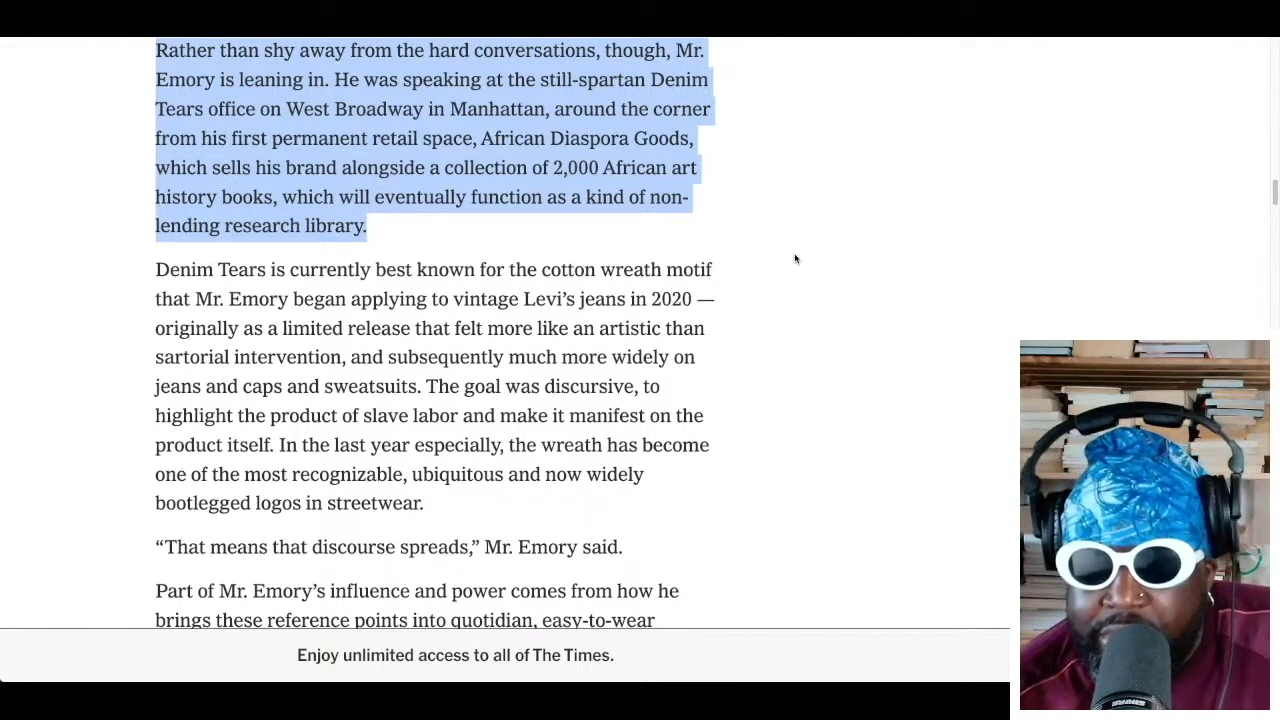 Rather than shy away from the hard conversations, though, Mr.
Emory is leaning in. He was speaking at the still-spartan Denim
Tears office on West Broadway in Manhattan, around the corner
from his first permanent retail space, African Diaspora Goods,
which sells his brand alongside a collection of 2,000 African art
history books, which will eventually function as a kind of non-
lending research library.
Denim Tears is currently best known for the cotton wreath motif
that Mr. Emory began applying to vintage Levi’s jeans in 2020 —
originally as a limited release that felt more like an artistic than
sartorial intervention, and subsequently much more widely on
jeans and caps and sweatsuits. The goal was discursive, to
highlight the product of slave labor and make it manifest on the
product itself. In the last year especially, the wreath has become
one of the most recognizable, ubiquitous and now widely
bootlegged logos in streetwear.
“That means that discourse spreads,” Mr. Emory said.
Part of Mr. Emory’s influence and power comes from how he
brings these reference points into quotidian, easy-to-wear
Enjoy unlimited access to all of The Times.
SHURE